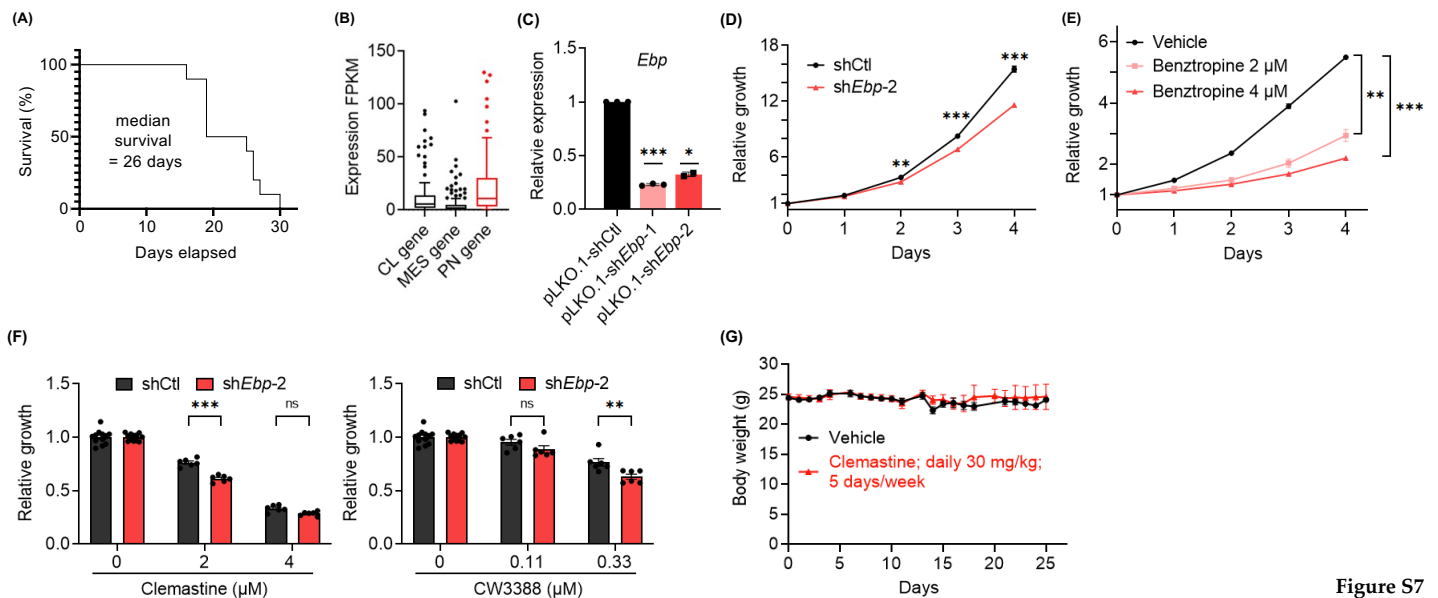 (A)
Survival (%)
100
50
0
median
survival
= 26 days
0
10
20
30
Days elapsed
(B)
Expression FPKM
150
100
50
0
CL gene
MES gene
PN gene
(C)
Relatvie expression
1.5
1.0
0.5
0.0
Ebp
***
*
pLKO.1-shCtl
pLKO.1-shEbp-1
pLKO.1-shEbp-2
(D)
Relative growth
18
12
6
1
shCtl
shEbp-2
**
***
***
0 1 2 3 4
Days
(E)
Relative growth
6
4
2
1
Vehicle
Benztropine 2 µM
Benztropine 4 µM
**
***
0 1 2 3 4
Days
(F)
Relative growth
1.5
1.0
0.5
0.0
shCtl shEbp-2
***
ns
0 2 4
Clemastine (µM)
Relative growth
1.5
1.0
0.5
0.0
shCtl shEbp-2
ns
**
0 0.11 0.33
CW3388 (µM)
(G)
Body weight (g)
30
25
20
15
10
5
0
Vehicle
Clemastine; daily 30 mg/kg;
5 days/week
0 5 10 15 20 25
Days
Figure S7